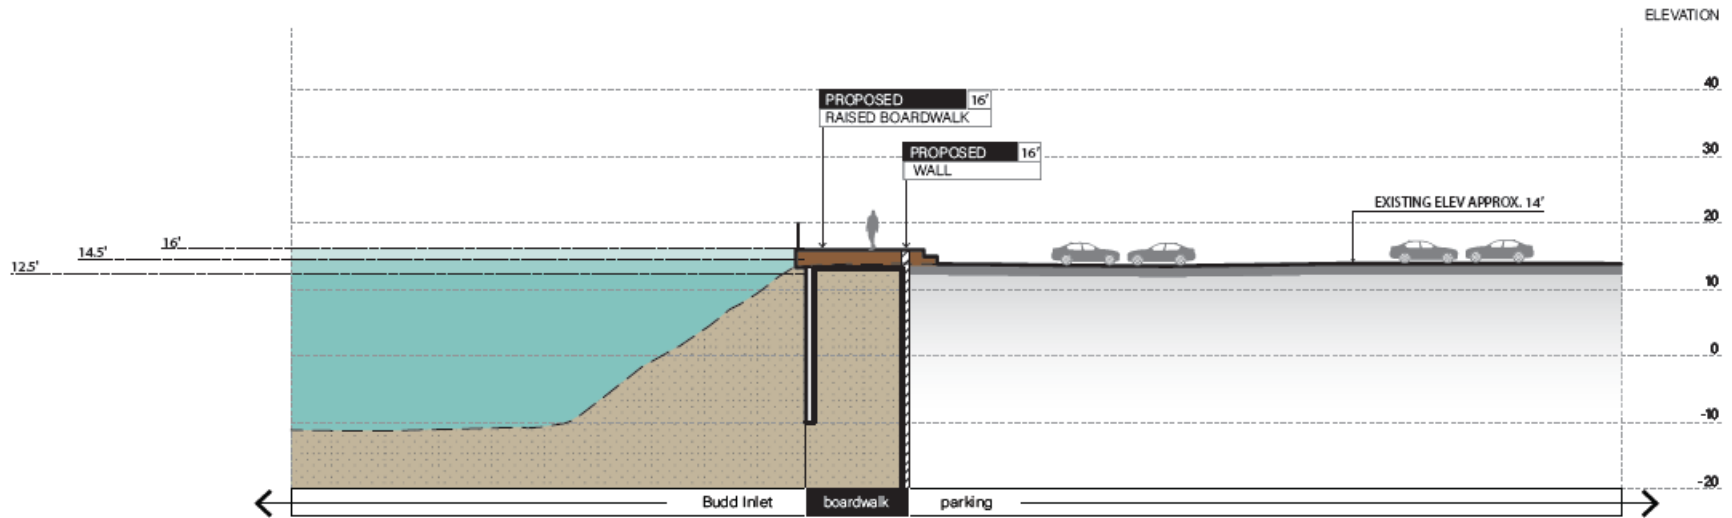 ELEVATION
40
PROPOSED 16'
RAISED BOARDWALK
30
PROPOSED 16'
WALL
EXISTING ELEV APPROX. 14'
20
16'
14.5'
12.5'
10
0
-10
-20
Budd Inlet boardwalk parking